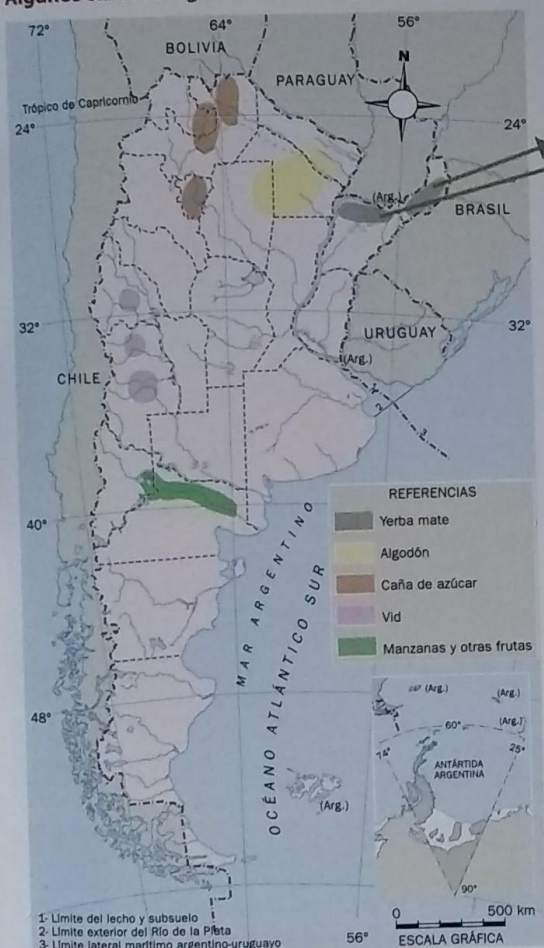 72°
64°
56°
BOLIVIA
PARAGUAY
N
Trópico de Capricornio
24°
24°
(Arg.)
BRASIL
32°
32°
URUGUAY
(Arg.)
CHILE
1
2
3
REFERENCIAS
Yerba mate
Algodón
Caña de azúcar
Vid
Manzanas y otras frutas
40°
MAR ARGENTINO
OCÉANO ATLÁNTICO SUR
48°
(Arg.)
(Arg.)
(Arg.)
(Arg.)
60°
74°
25°
ANTÁRTIDA
ARGENTINA
90°
1- Límite del lecho y subsuelo
2- Límite exterior del Río de la Plata
3- Límite lateral marítimo argentino-uruguayo
56°
0
500 km
ESCALA GRÁFICA